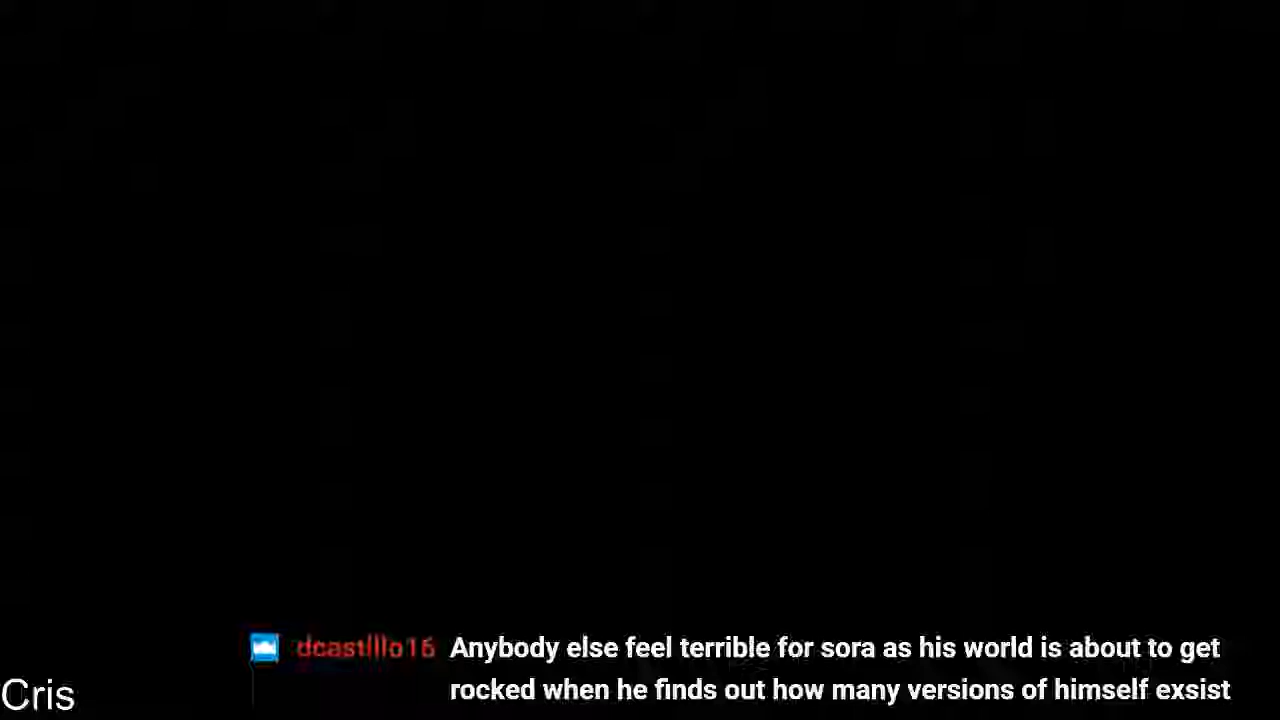 dcastillo16 Anybody else feel terrible for sora as his world is about to get
rocked when he finds out how many versions of himself exsist
Cris